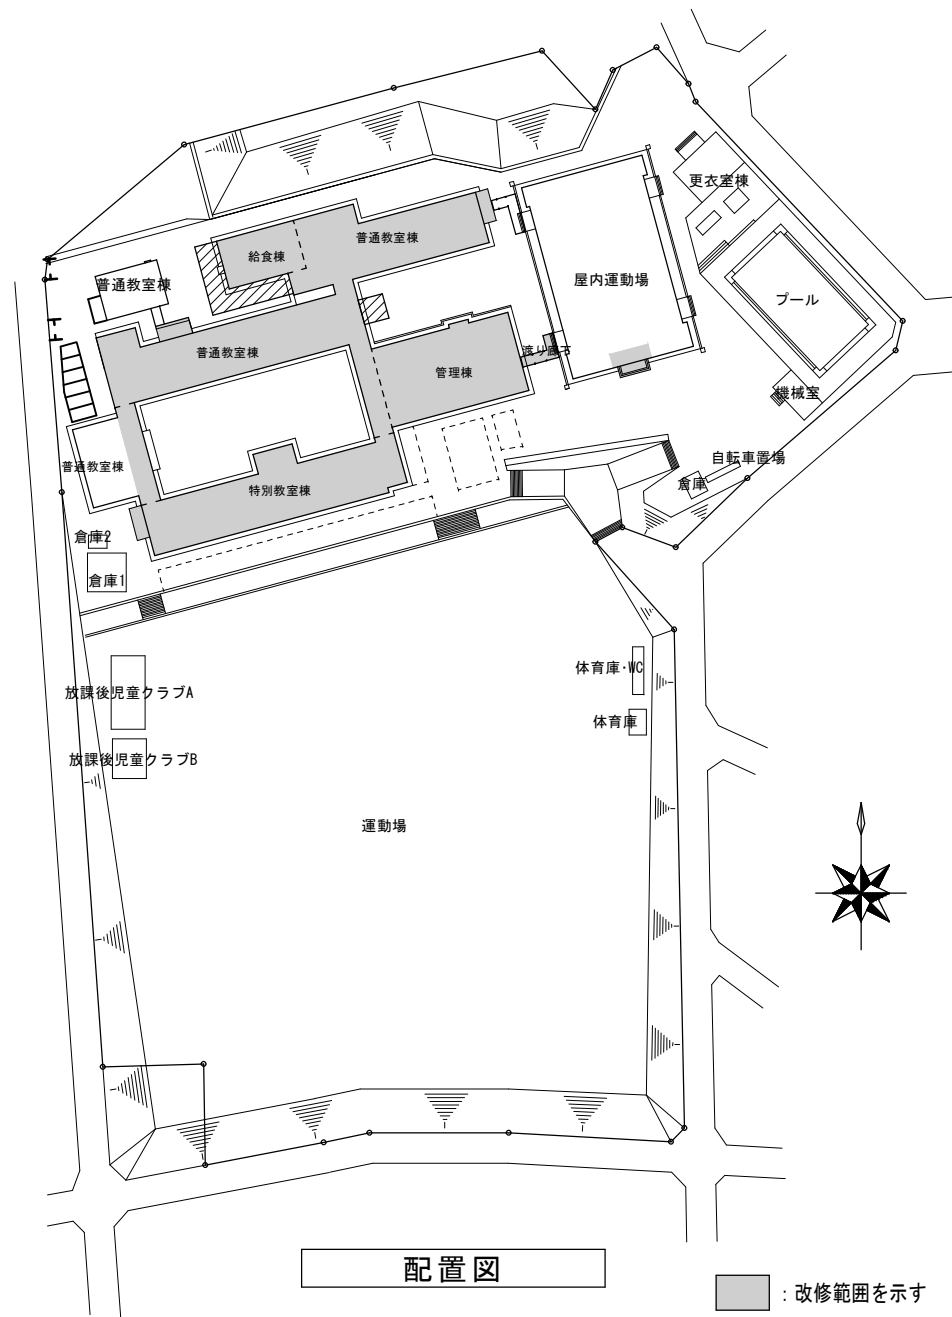 更衣室棟
普通教室棟
給食棟
屋内運動場
普通教室棟
プール
普通教室棟
渡り廊下
管理棟
機械室
自転車置場
普通教室棟
倉庫
特別教室棟
倉庫2
倉庫1
体育庫・WC
放課後児童クラブA
体育庫
放課後児童クラブB
運動場
配置図
：改修範囲を示す